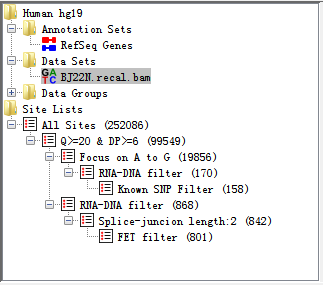 Human hg19
Annotation Sets
RefSeq Genes
Data Sets
BJ22N.recal.bam
Data Groups
Site Lists
All Sites (252086)
Q>=20 & DP>=6 (99549)
Focus on A to G (19856)
RNA-DNA filter (170)
Known SNP Filter (158)
RNA-DNA filter (868)
Splice-juncion length:2 (842)
FET filter (801)